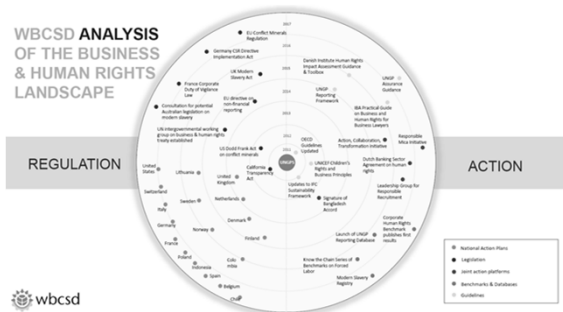 WBCSD ANALYSIS
OF THE BUSINESS
& HUMAN RIGHTS
LANDSCAPE
REGULATION
ACTION
UNGPS
EU Conflict Minerals
Regulation
Germany CSR Directive
Implementation Act
UK Modern
Slavery Act
France Corporate
Duty of Vigilance
Law
EU directive on
non-financial
reporting
Consultation for potential
Australian legislation on
modern slavery
UN Intergovernmental working
group on business & human rights
treaty established
US Dodd Frank Act
on conflict minerals
California
Transparency
Act
United
States
Lithuania
United
Kingdom
Switzerland
Sweden
Netherlands
Italy
Germany
Norway
Denmark
France
Finland
Poland
Indonesia
Colo
mbia
Spain
Belgium
Chile
Danish Institute Human Rights
Impact Assessment Guidance
& Toolbox
UNGP
Assurance
Guidance
UNGP
Reporting
Framework
IBA Practical Guide
on Business and
Human Rights for
Business Lawyers
OECD
Guidelines
Updated
Action, Collaboration,
Transformation Initiative
Responsible
Mica Initiative
UNICEF Children's
Rights and
Business Principles
Dutch Banking Sector
Agreement on human
rights
Updates to IFC
Sustainability
Framework
Leadership Group for
Responsible
Recruitment
Signature of
Bangladesh
Accord
Corporate
Human Rights
Benchmark
publishes first
results
Launch of UNGP
Reporting Database
Know the Chain Series of
Benchmarks on Forced
Labor
Modern Slavery
Registry
National Action Plans
Legislation
Joint action platforms
Benchmarks & Databases
Guidelines
wbcsd